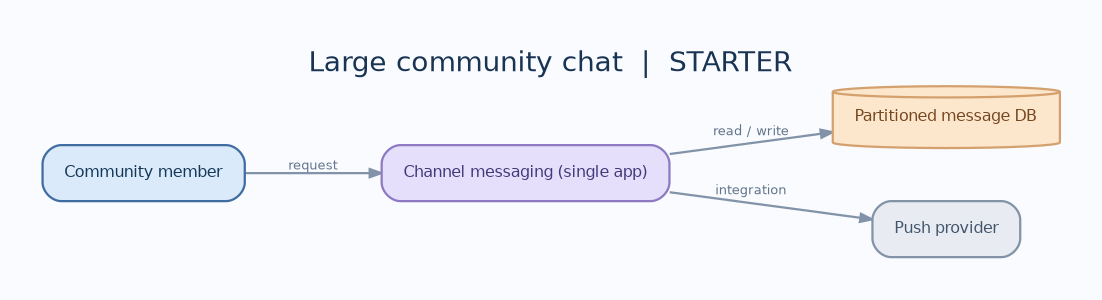 Large community chat | STARTER
Partitioned message DB
read / write
Community member
request
Channel messaging (single app)
integration
Push provider